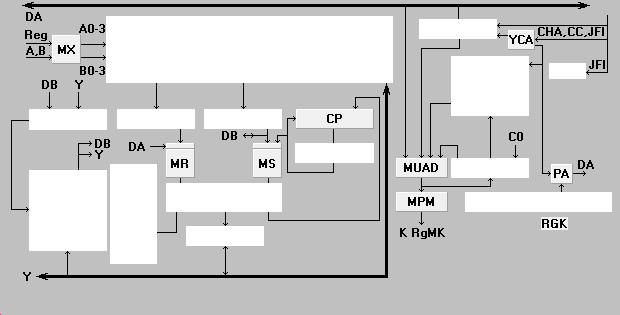 DA
Reg
A0-3
A,B
MX
B0-3
YCA
CHA,CC,JFI
JFI
DB
Y
CP
DB
DA
DB
Y
MR
MS
C0
MUAD
PA
DA
MPM
K RgMK
RGK
Y